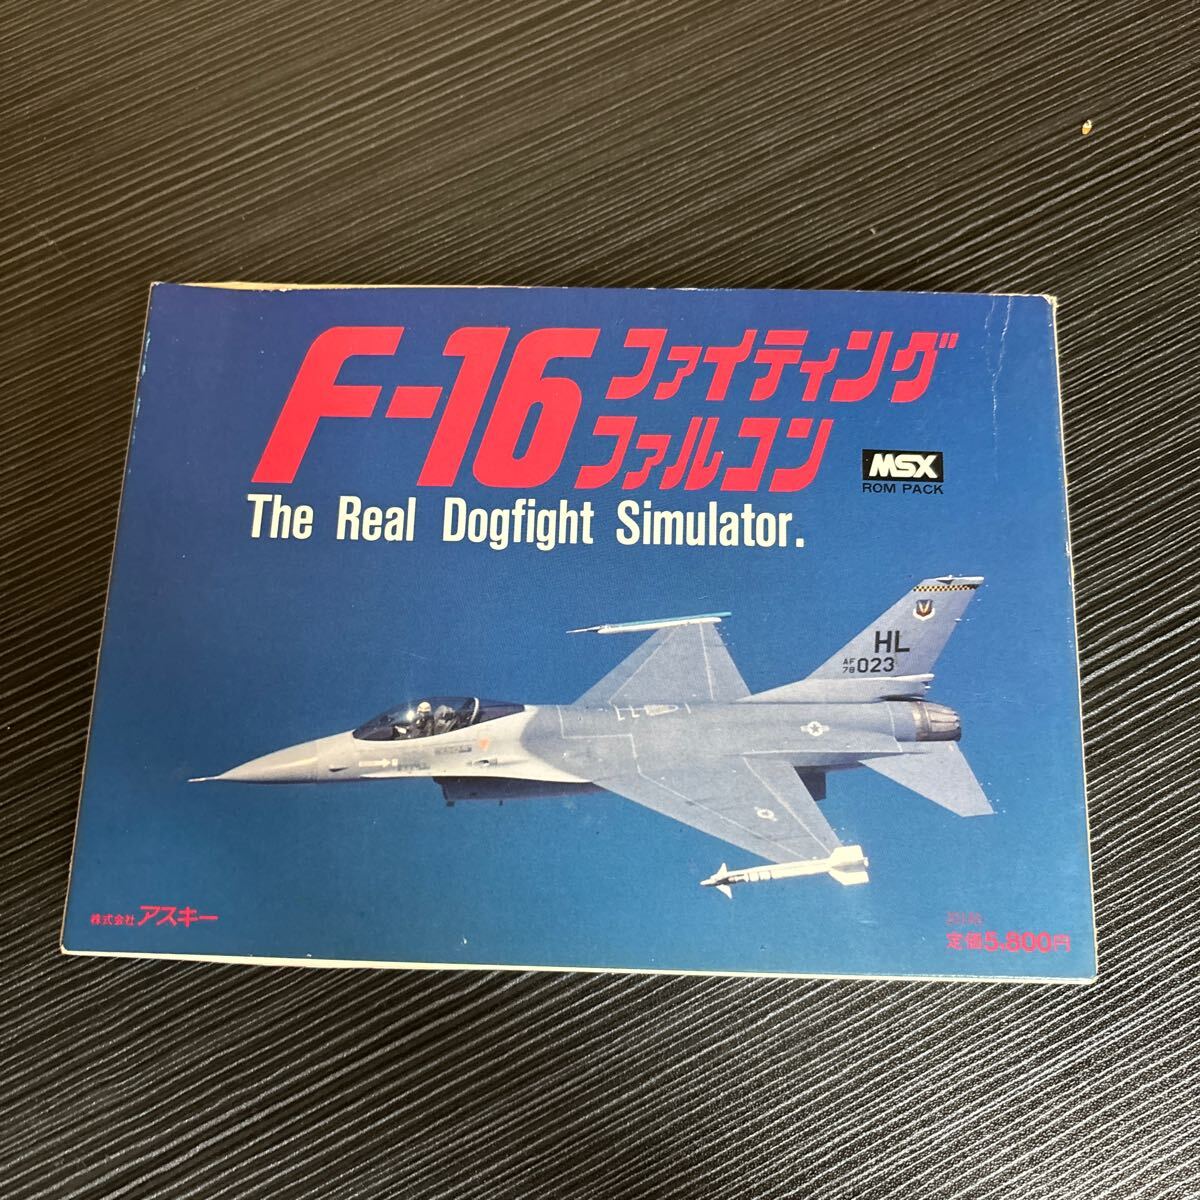 F-16 ファイティング
ファルコン
MSX
ROM PACK
The Real Dogfight Simulator.
HL
AF
78 023
株式会社 アスキー
定価5,800円